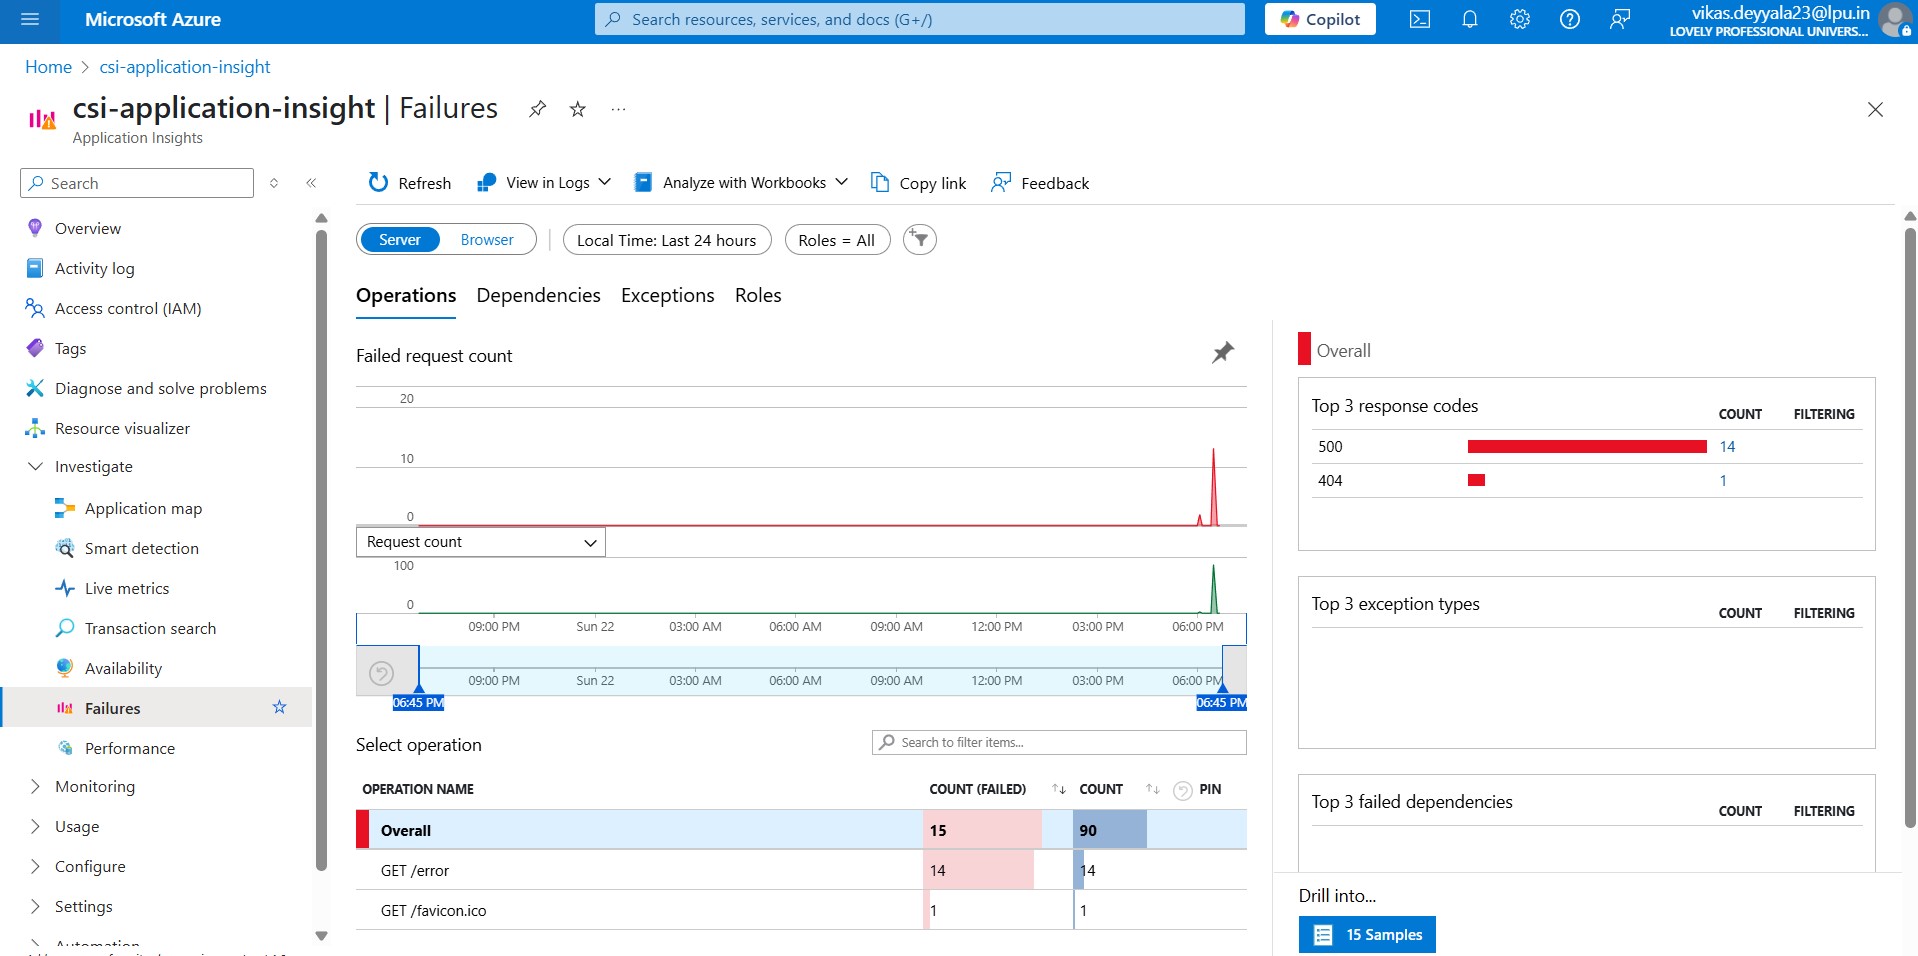 Microsoft Azure
Search resources, services, and docs (G+/)
Copilot
vikas.deyyala23@lpu.in
LOVELY PROFESSIONAL UNIVERS...
Home > csi-application-insight
csi-application-insight | Failures
...
Application Insights
Search
Refresh
View in Logs
Analyze with Workbooks
Copy link
Feedback
Overview
Activity log
Access control (IAM)
Tags
Diagnose and solve problems
Resource visualizer
Investigate
Application map
Smart detection
Live metrics
Transaction search
Availability
Failures
Performance
Monitoring
Usage
Configure
Settings
Automation
Server
Browser
Local Time: Last 24 hours
Roles = All
Operations
Dependencies
Exceptions
Roles
Failed request count
20
10
0
Request count
100
0
09:00 PM Sun 22 03:00 AM 06:00 AM 09:00 AM 12:00 PM 03:00 PM 06:00 PM
09:00 PM Sun 22 03:00 AM 06:00 AM 09:00 AM 12:00 PM 03:00 PM 06:00 PM
06:45 PM 06:45 PM
Select operation
Search to filter items...
OPERATION NAME COUNT (FAILED) COUNT PIN
Overall 15 90
GET /error 14 14
GET /favicon.ico 1 1
Overall
Top 3 response codes COUNT FILTERING
500 14
404 1
Top 3 exception types COUNT FILTERING
Top 3 failed dependencies COUNT FILTERING
Drill into...
15 Samples